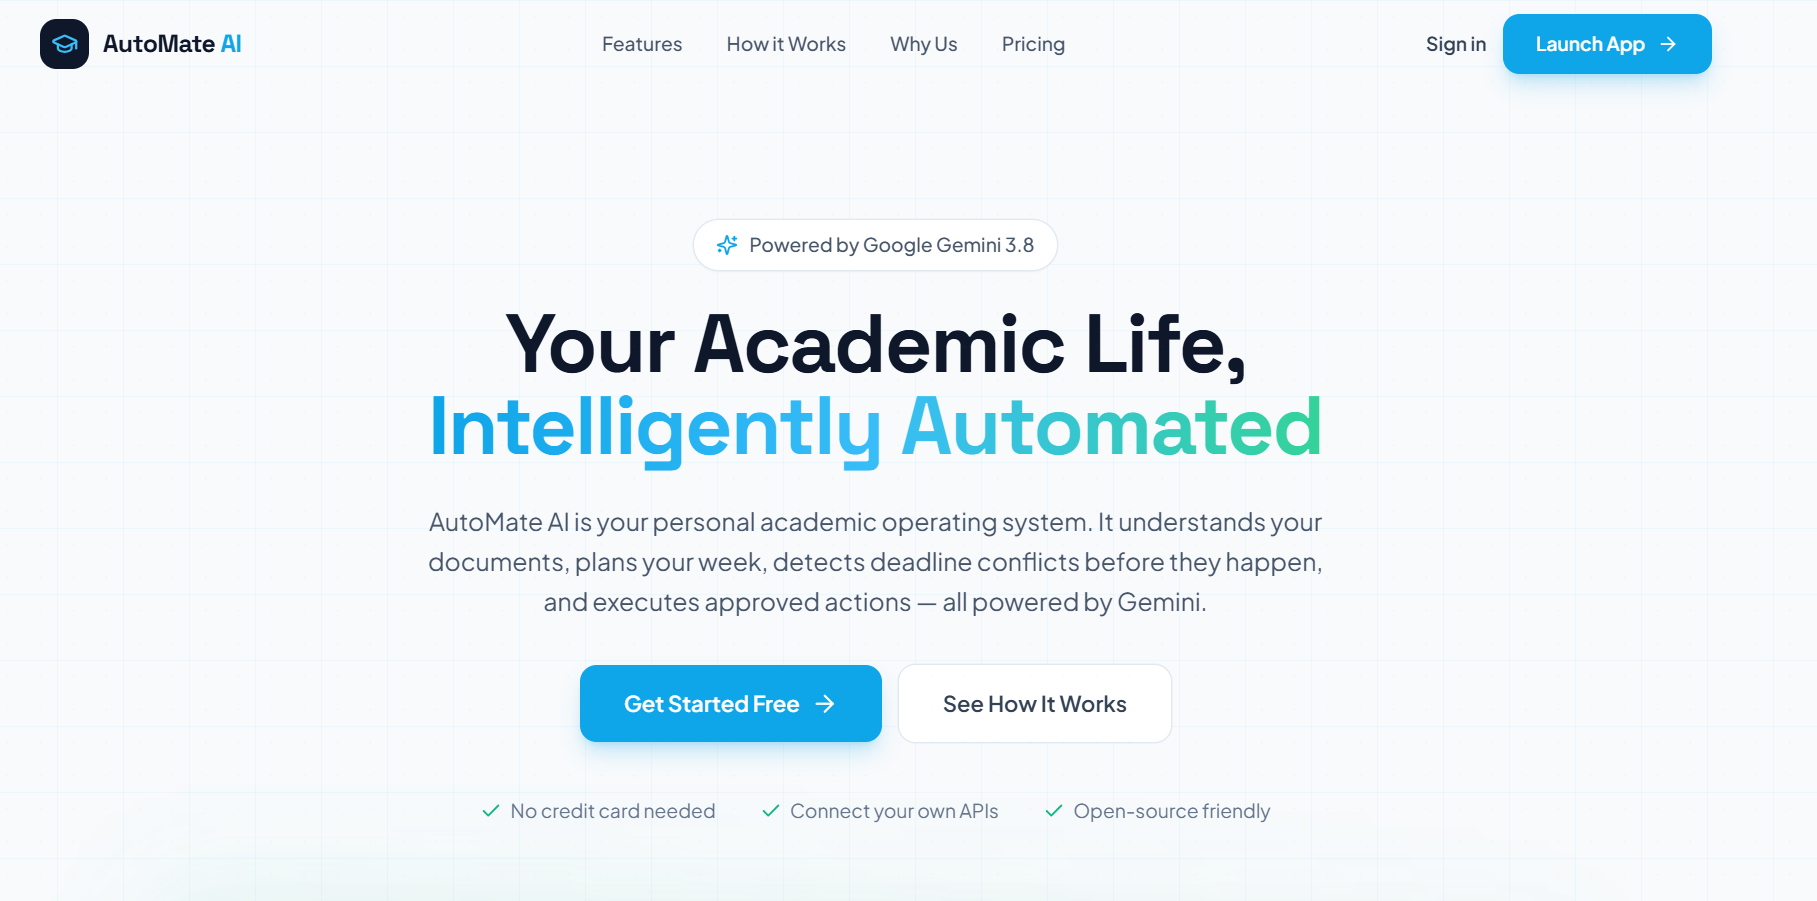 AutoMate AI
Features
How it Works
Why Us
Pricing
Sign in
Launch App
Powered by Google Gemini 3.8
Your Academic Life,
Intelligently Automated
AutoMate AI is your personal academic operating system. It understands your
documents, plans your week, detects deadline conflicts before they happen,
and executes approved actions — all powered by Gemini.
Get Started Free
See How It Works
No credit card needed
Connect your own APIs
Open-source friendly